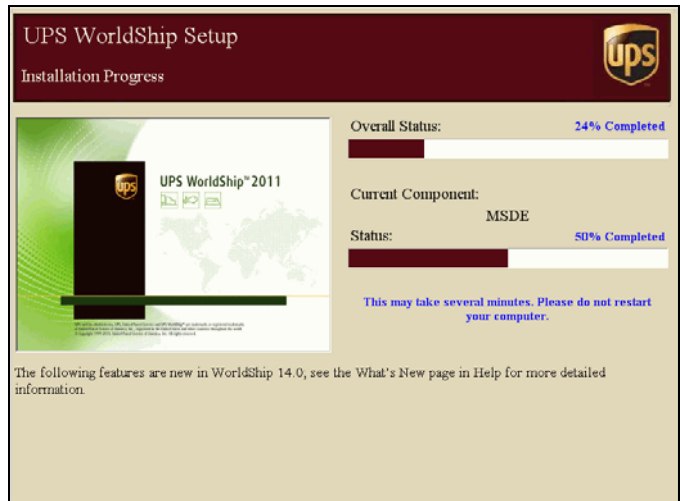 UPS WorldShip Setup
Installation Progress
ups
Overall Status:
24% Completed
ups
UPS WorldShip™ 2011
Current Component:
MSDE
Status:
50% Completed
This may take several minutes. Please do not restart
your computer.
The following features are new in WorldShip 14.0, see the What's New page in Help for more detailed
information.